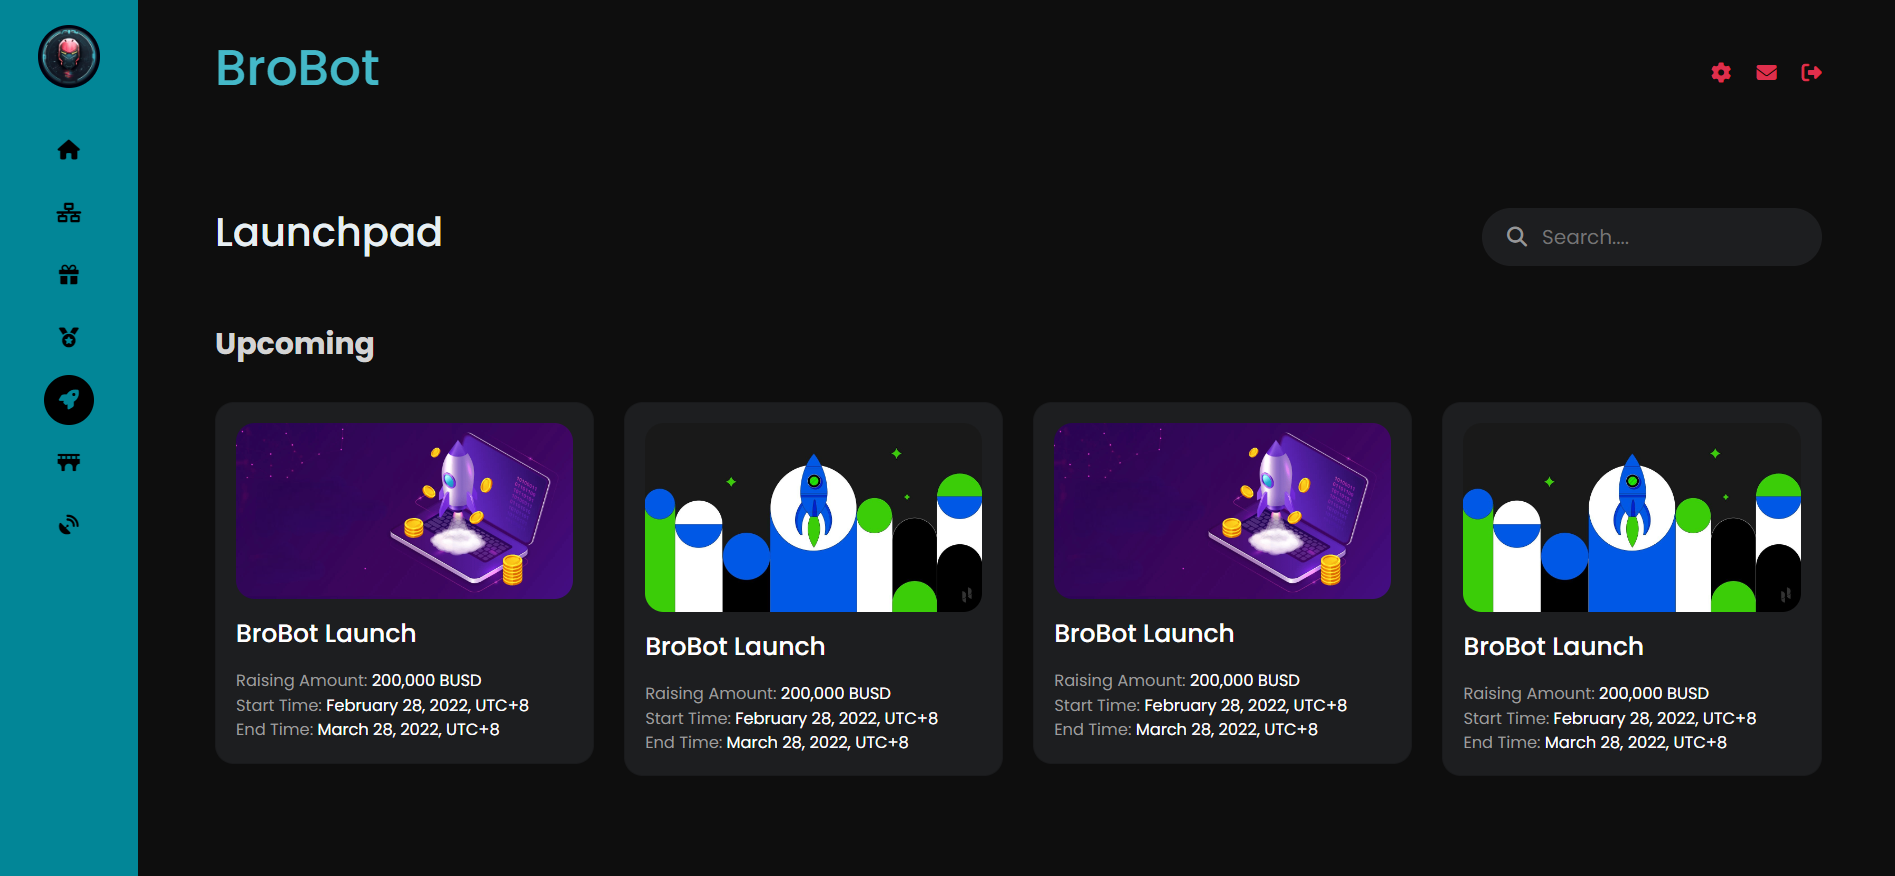 BroBot
Launchpad
Search....
Upcoming
BroBot Launch
Raising Amount: 200,000 BUSD
Start Time: February 28, 2022, UTC+8
End Time: March 28, 2022, UTC+8
BroBot Launch
Raising Amount: 200,000 BUSD
Start Time: February 28, 2022, UTC+8
End Time: March 28, 2022, UTC+8
BroBot Launch
Raising Amount: 200,000 BUSD
Start Time: February 28, 2022, UTC+8
End Time: March 28, 2022, UTC+8
BroBot Launch
Raising Amount: 200,000 BUSD
Start Time: February 28, 2022, UTC+8
End Time: March 28, 2022, UTC+8